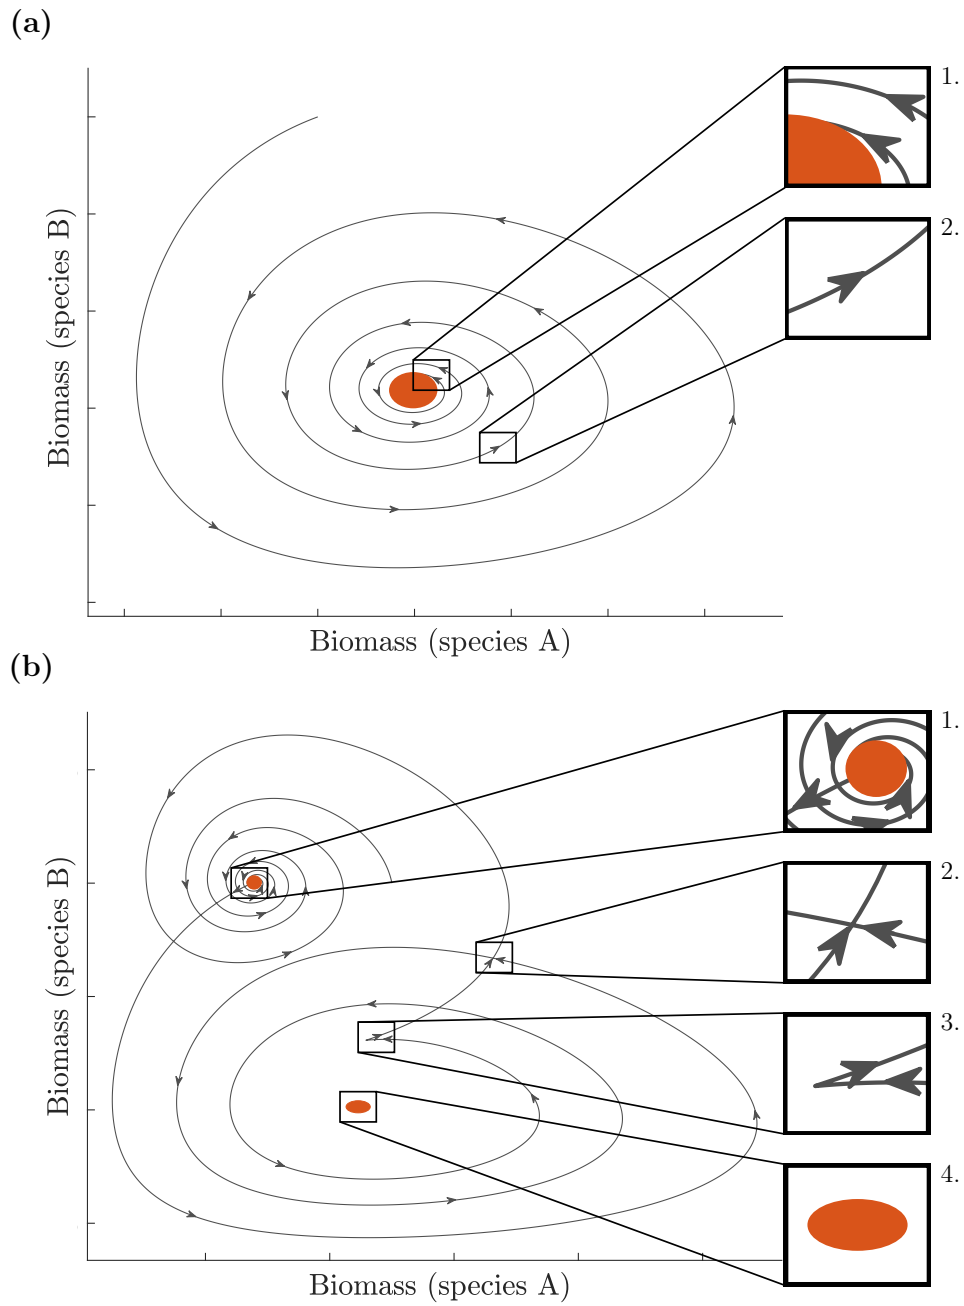 (a)
1.
2.
Biomass (species B)
Biomass (species A)
(b)
1.
2.
3.
4.
Biomass (species B)
Biomass (species A)